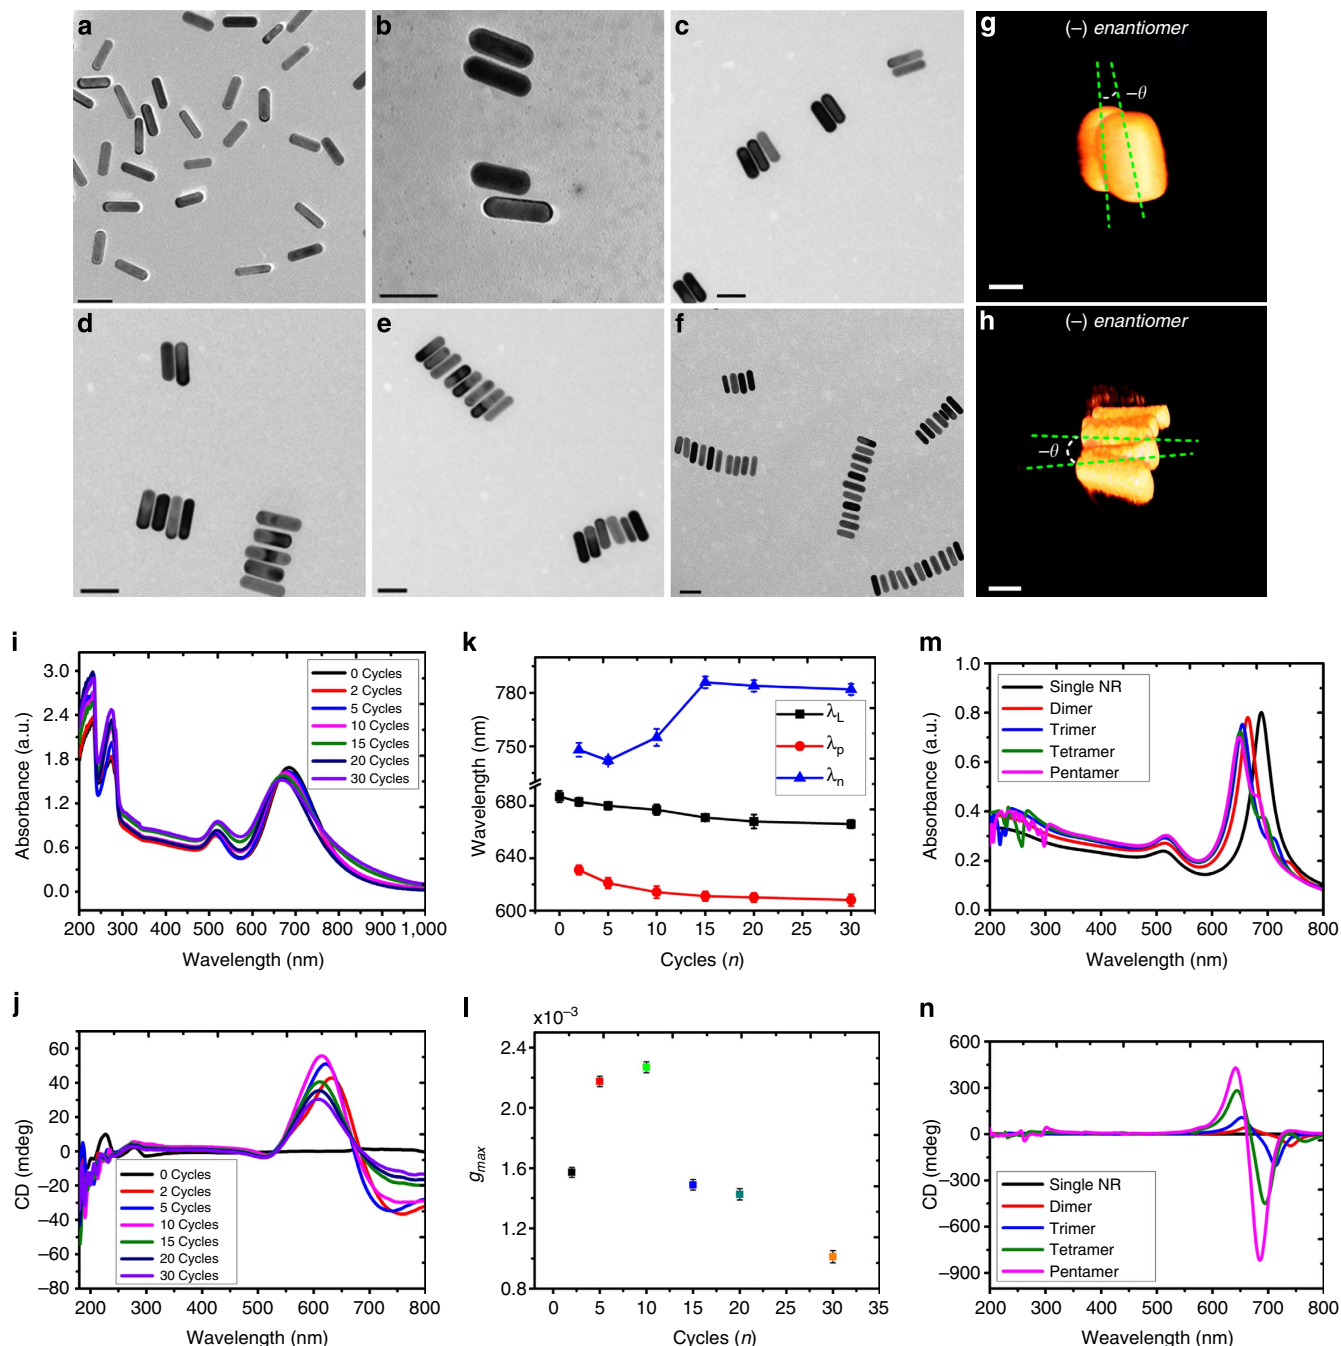 a
b
c
g
(–) enantiomer
–θ
d
e
f
h
(–) enantiomer
–θ
i
Absorbance (a.u.)
3.0
2.4
1.8
1.2
0.6
0.0
0 Cycles
2 Cycles
5 Cycles
10 Cycles
15 Cycles
20 Cycles
30 Cycles
200 300 400 500 600 700 800 900 1,000
Wavelength (nm)
k
Wavelength (nm)
780
750
680
640
600
λL
λp
λn
0 5 10 15 20 25 30
Cycles (n)
m
Absorbance (a.u.)
1.0
0.8
0.6
0.4
0.2
0.0
Single NR
Dimer
Trimer
Tetramer
Pentamer
200 300 400 500 600 700 800
Wavelength (nm)
j
CD (mdeg)
60
40
20
0
–20
–40
–60
–80
0 Cycles
2 Cycles
5 Cycles
10 Cycles
15 Cycles
20 Cycles
30 Cycles
200 300 400 500 600 700 800
Wavelength (nm)
l
x10–3
gmax
2.4
2.0
1.6
1.2
0.8
0 5 10 15 20 25 30 35
Cycles (n)
n
CD (mdeg)
600
300
0
–300
–600
–900
Single NR
Dimer
Trimer
Tetramer
Pentamer
200 300 400 500 600 700 800
Weavelength (nm)